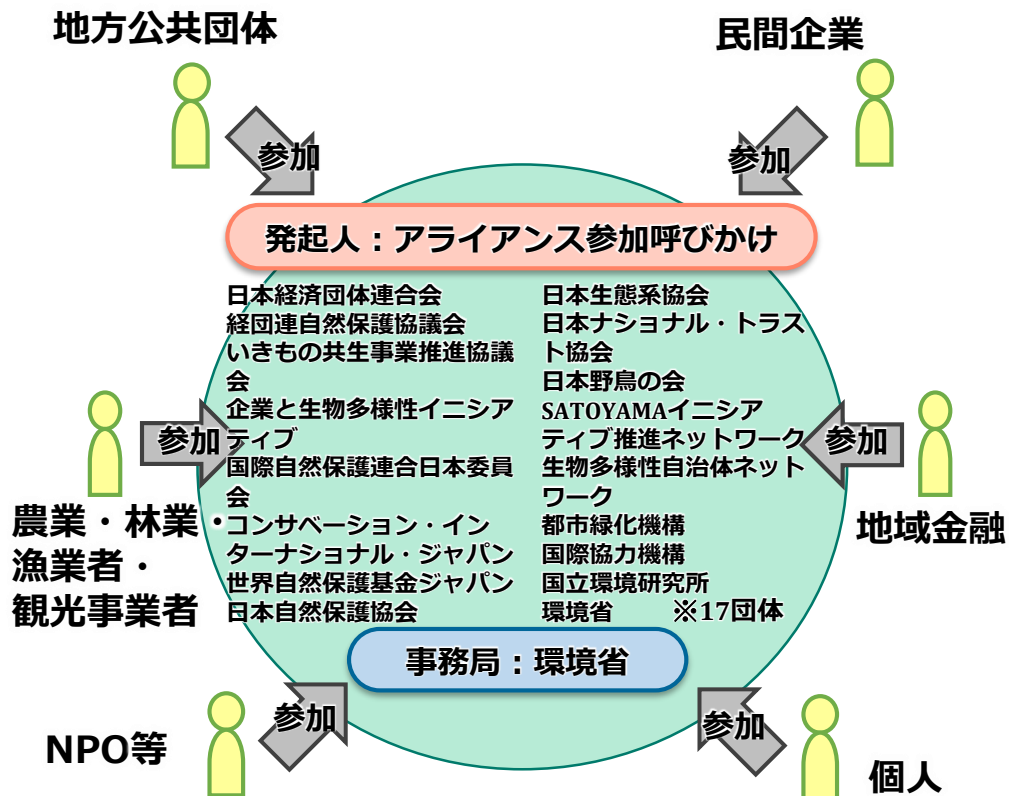 地方公共団体
民間企業
参加
参加
発起人：アライアンス参加呼びかけ
日本経済団体連合会
経団連自然保護協議会
いきもの共生事業推進協議
会
企業と生物多様性イニシア
ティブ
国際自然保護連合日本委員
会
コンサベーション・イン
ターナショナル・ジャパン
世界自然保護基金ジャパン
日本自然保護協会
日本生態系協会
日本ナショナル・トラス
ト協会
日本野鳥の会
SATOYAMAイニシア
ティブ推進ネットワーク
生物多様性自治体ネット
ワーク
都市緑化機構
国際協力機構
国立環境研究所
環境省 ※17団体
参加
農業・林業・
漁業者・
観光事業者
参加
地域金融
事務局：環境省
参加
NPO等
参加
個人